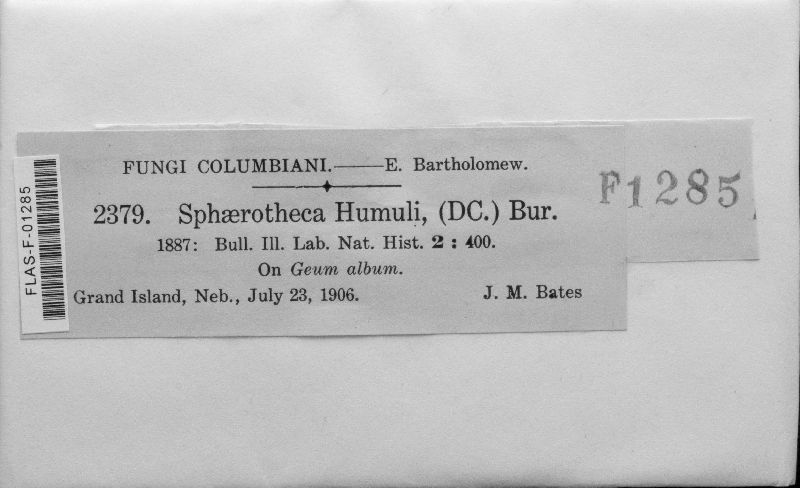 FUNGI COLUMBIANI.——E. Bartholomew.
2379. Sphærotheca Humuli, (DC.) Bur.
1887: Bull. Ill. Lab. Nat. Hist. 2 : 400.
On Geum album.
Grand Island, Neb., July 23, 1906. J. M. Bates
F1285
FLAS-F-01285